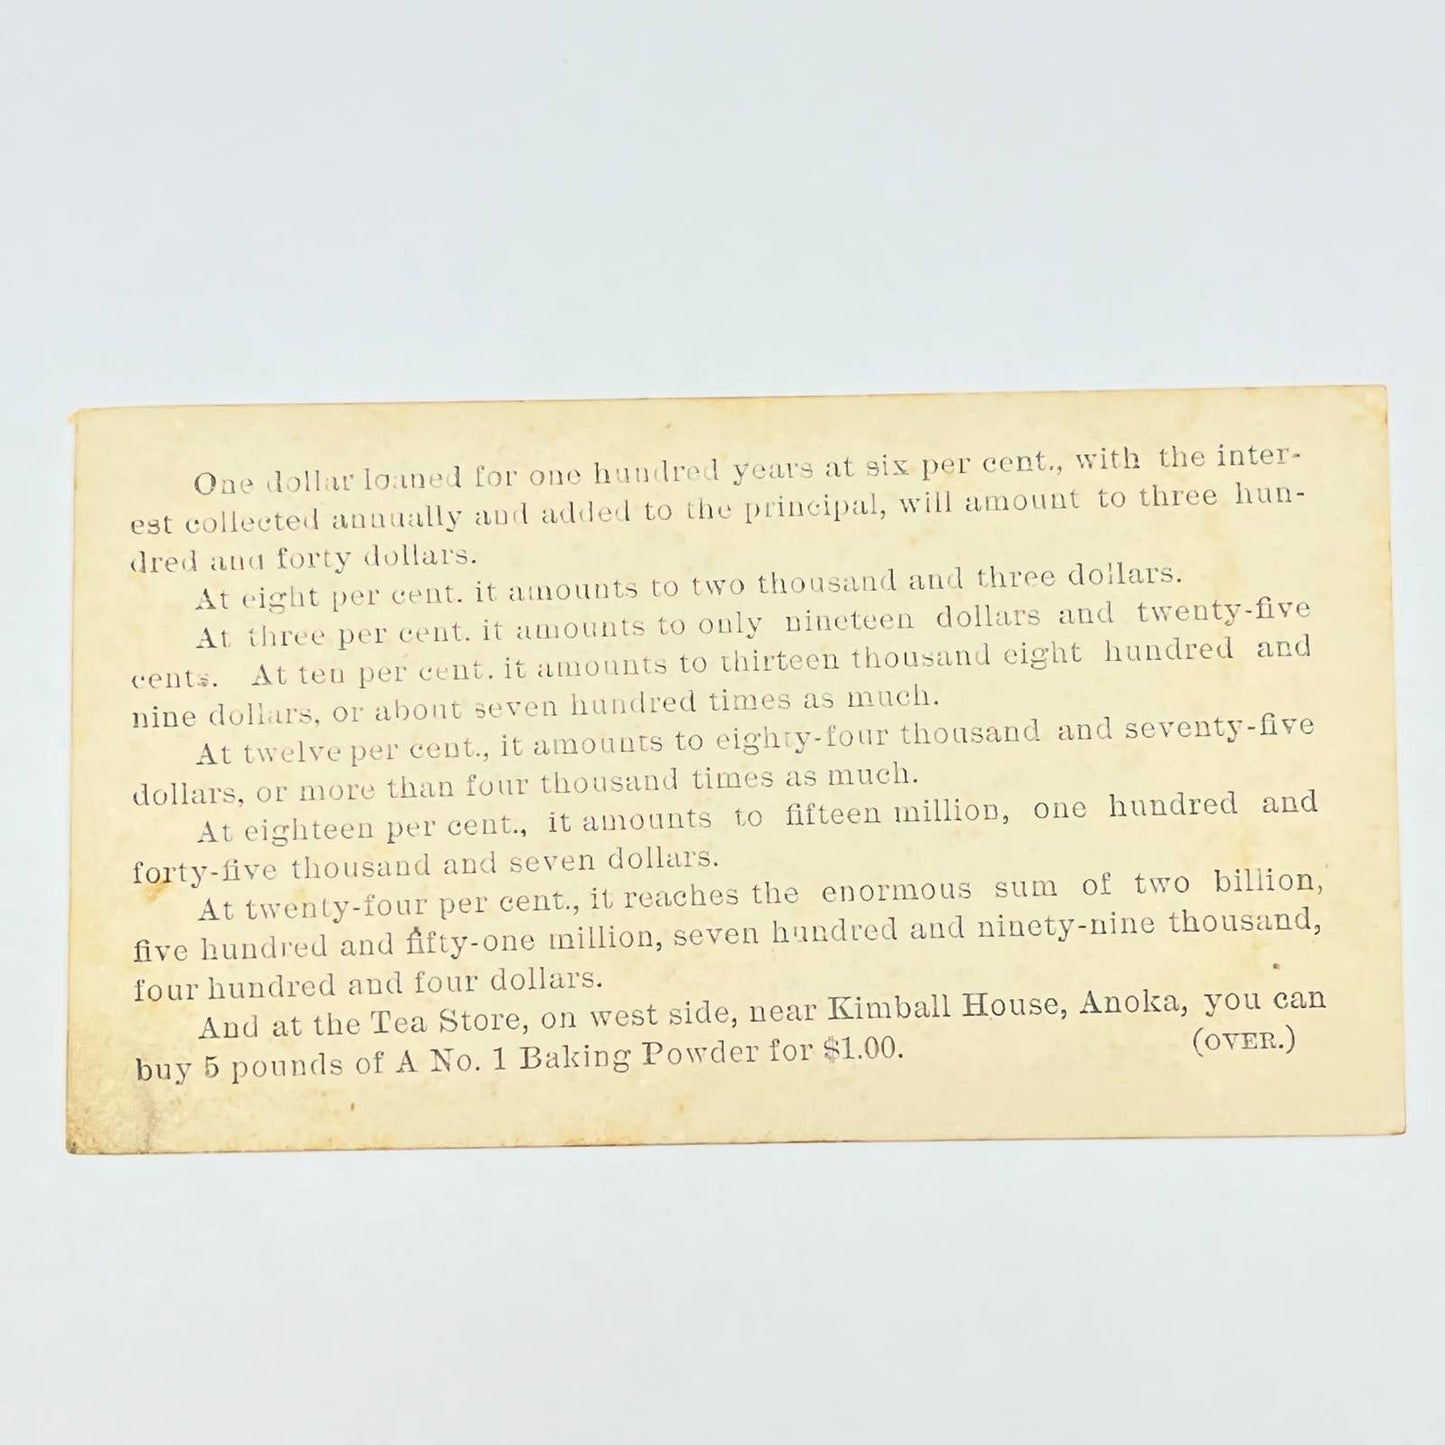 One dollar loaned for one hundred years at six per cent., with the inter-
est collected annually and added to the principal, will amount to three hun-
dred and forty dollars.
At eight per cent. it amounts to two thousand and three dollars.
At three per cent. it amounts to only nineteen dollars and twenty-five
cents. At ten per cent. it amounts to thirteen thousand eight hundred and
nine dollars, or about seven hundred times as much.
At twelve per cent., it amounts to eighty-four thousand and seventy-five
dollars, or more than four thousand times as much.
At eighteen per cent., it amounts to fifteen million, one hundred and
forty-five thousand and seven dollars.
At twenty-four per cent., it reaches the enormous sum of two billion,
five hundred and fifty-one million, seven hundred and ninety-nine thousand,
four hundred and four dollars.
And at the Tea Store, on west side, near Kimball House, Anoka, you can
buy 5 pounds of A No. 1 Baking Powder for $1.00. (OVER.)